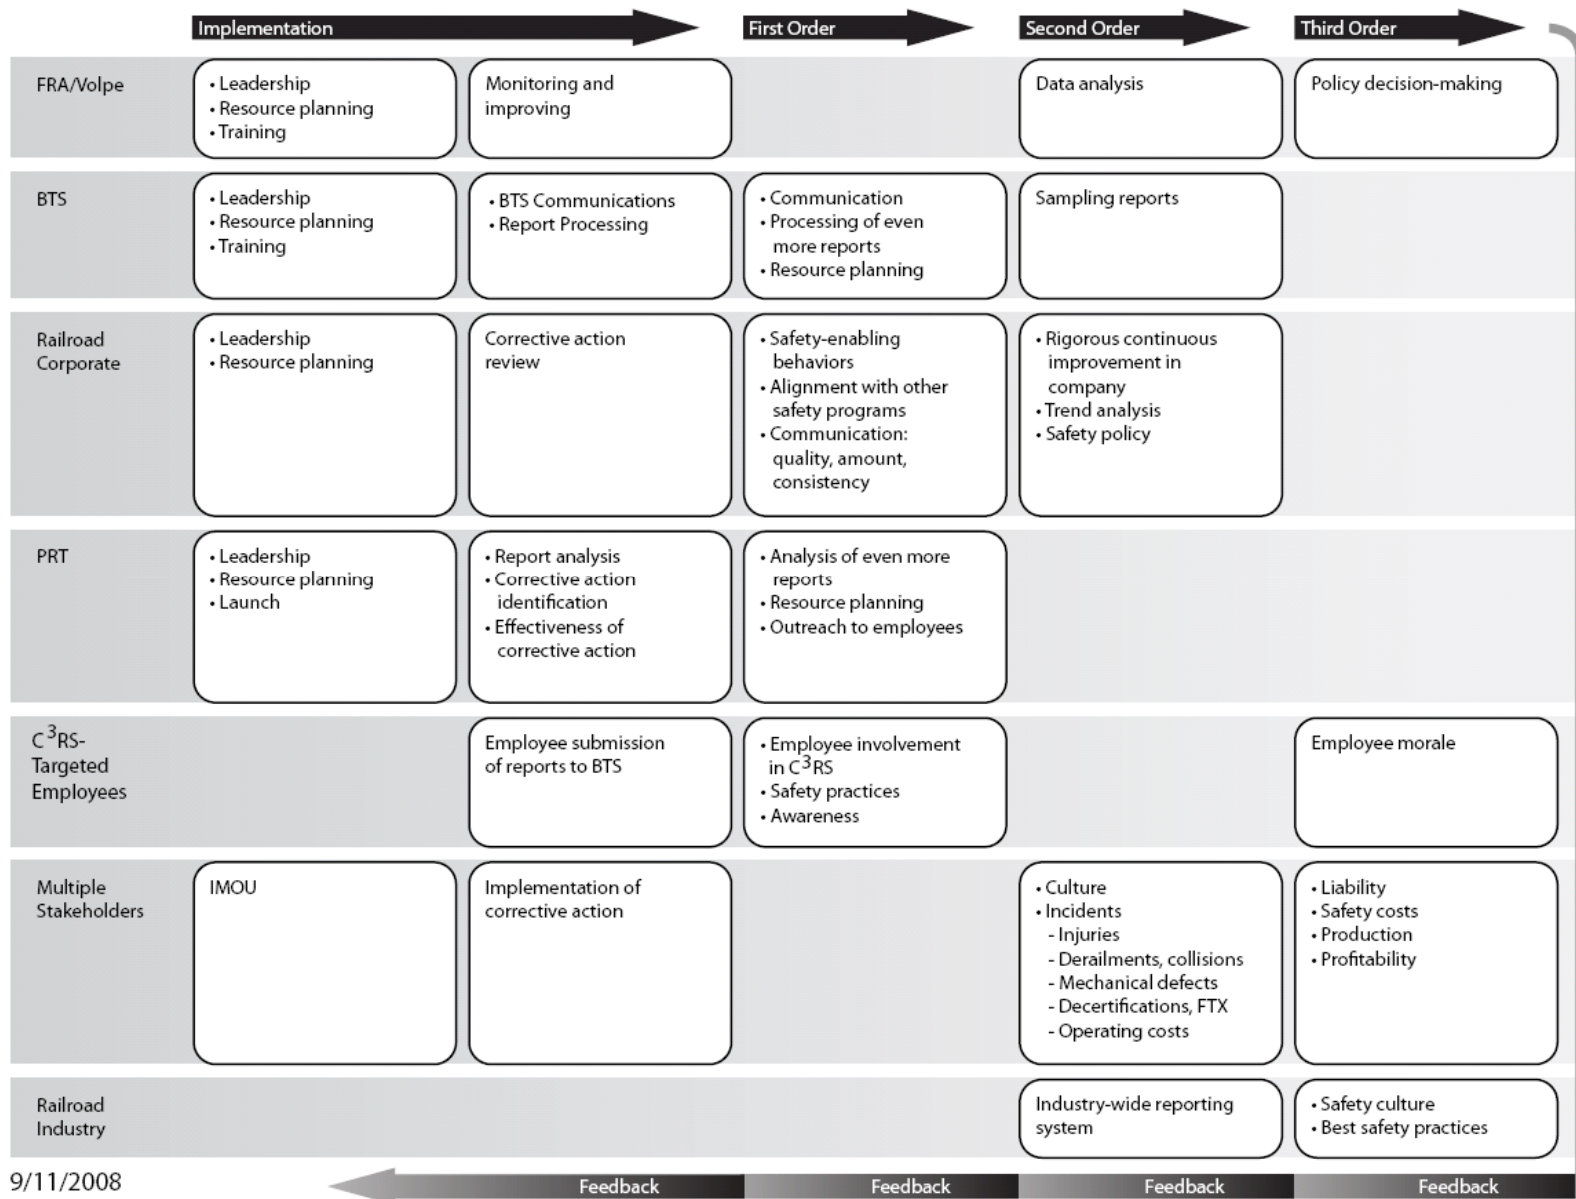 Implementation
First Order
Second Order
Third Order
FRA/Volpe
• Leadership
• Resource planning
• Training
Monitoring and
improving
Data analysis
Policy decision-making
BTS
• Leadership
• Resource planning
• Training
• BTS Communications
• Report Processing
• Communication
• Processing of even
more reports
• Resource planning
Sampling reports
Railroad
Corporate
• Leadership
• Resource planning
Corrective action
review
• Safety-enabling
behaviors
• Alignment with other
safety programs
• Communication:
quality, amount,
consistency
• Rigorous continuous
improvement in
company
• Trend analysis
• Safety policy
PRT
• Leadership
• Resource planning
• Launch
• Report analysis
• Corrective action
identification
• Effectiveness of
corrective action
• Analysis of even more
reports
• Resource planning
• Outreach to employees
C³RS-
Targeted
Employees
Employee submission
of reports to BTS
• Employee involvement
in C³RS
• Safety practices
• Awareness
Employee morale
Multiple
Stakeholders
IMOU
Implementation of
corrective action
• Culture
• Incidents
- Injuries
- Derailments, collisions
- Mechanical defects
- Decertifications, FTX
- Operating costs
• Liability
• Safety costs
• Production
• Profitability
Railroad
Industry
Industry-wide reporting
system
• Safety culture
• Best safety practices
9/11/2008
Feedback
Feedback
Feedback
Feedback